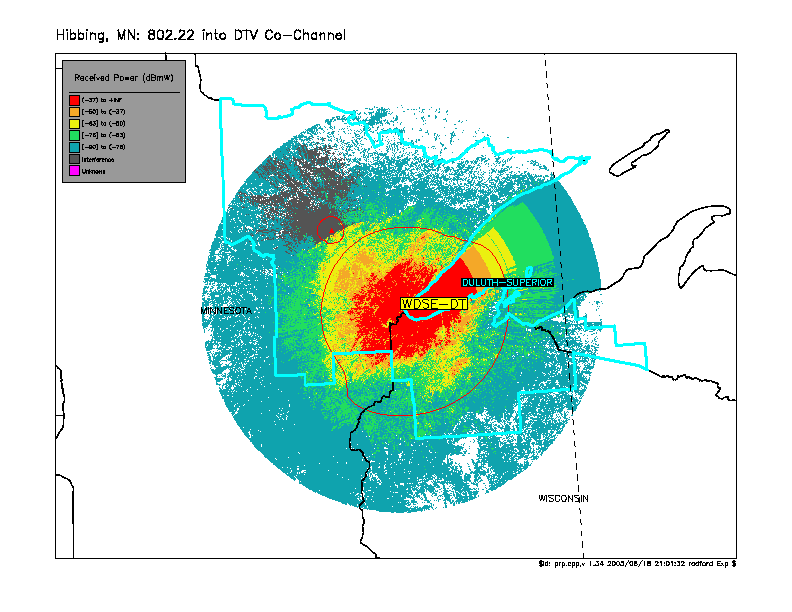 Hibbing, MN: 802.22 into DTV Co-Channel
Received Power (dBmW)
(-37) to +INF
(-50) to (-37)
(-63) to (-50)
(-76) to (-63)
(-90) to (-76)
Interference
Unknown
DULUTH-SUPERIOR
WDSE-DT
MINNESOTA
WISCONSIN
$Id: prp.cpp,v 1.34 2005/08/18 21:01:32 radford Exp $